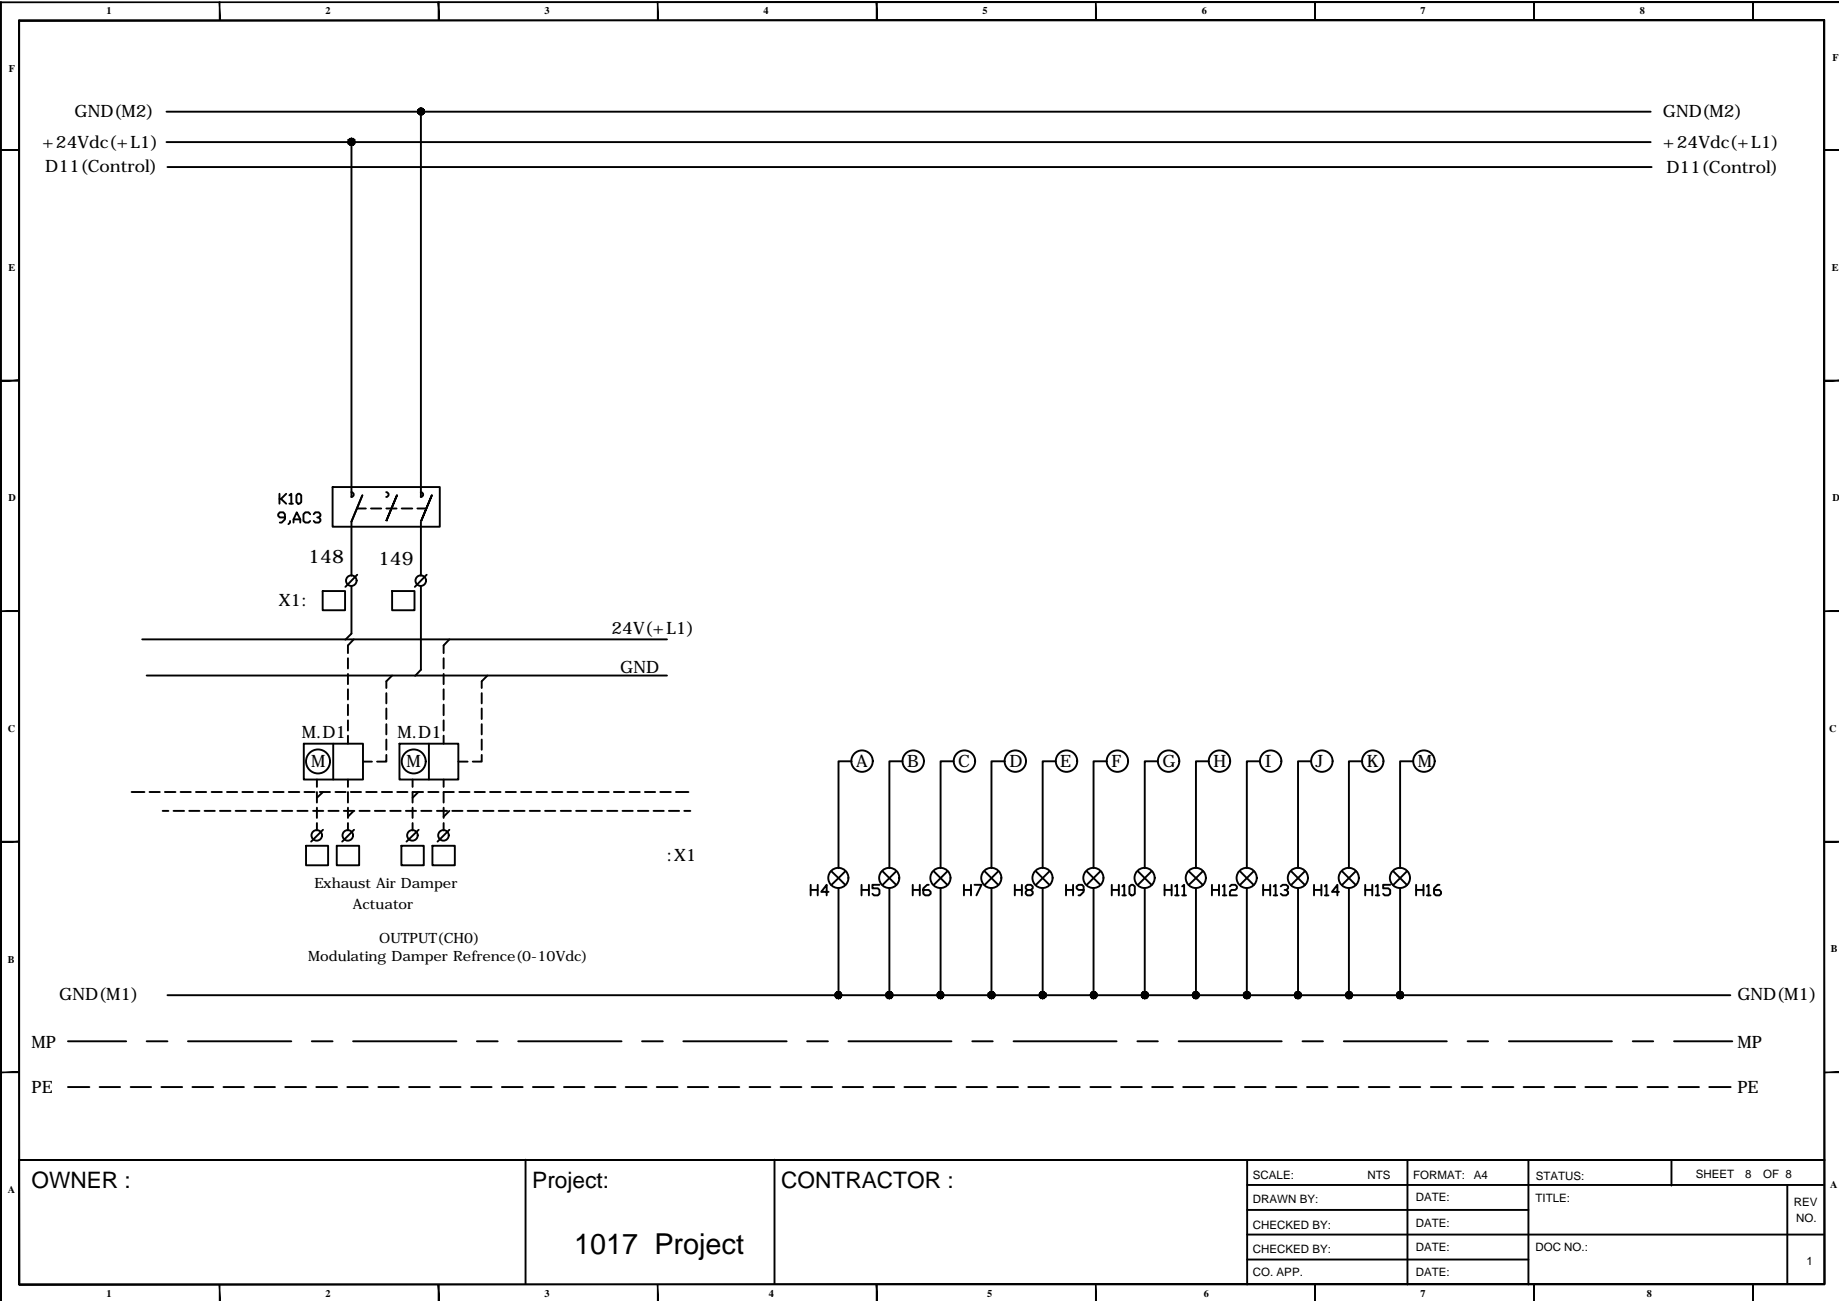 1 2 3 4 5 6 7 8
F F
GND(M2) GND(M2)
+24Vdc(+L1) +24Vdc(+L1)
D11(Control) D11(Control)
E E
D D
K10
9,AC3
148 149
X1:
24V(+L1)
GND
C C
M.D1 M.D1
M M
A B C D E F G H I J K M
:X1
Exhaust Air Damper
Actuator
H4 H5 H6 H7 H8 H9 H10 H11 H12 H13 H14 H15 H16
OUTPUT(CH0)
Modulating Damper Refrence(0-10Vdc)
B B
GND(M1) GND(M1)
MP MP
PE PE
A A
OWNER :
Project:
1017 Project
CONTRACTOR :
SCALE: NTS FORMAT: A4 STATUS: SHEET 8 OF 8
DRAWN BY: DATE: TITLE: REV
NO.
CHECKED BY: DATE:
CHECKED BY: DATE: DOC NO.: 1
CO. APP. DATE:
1 2 3 4 5 6 7 8